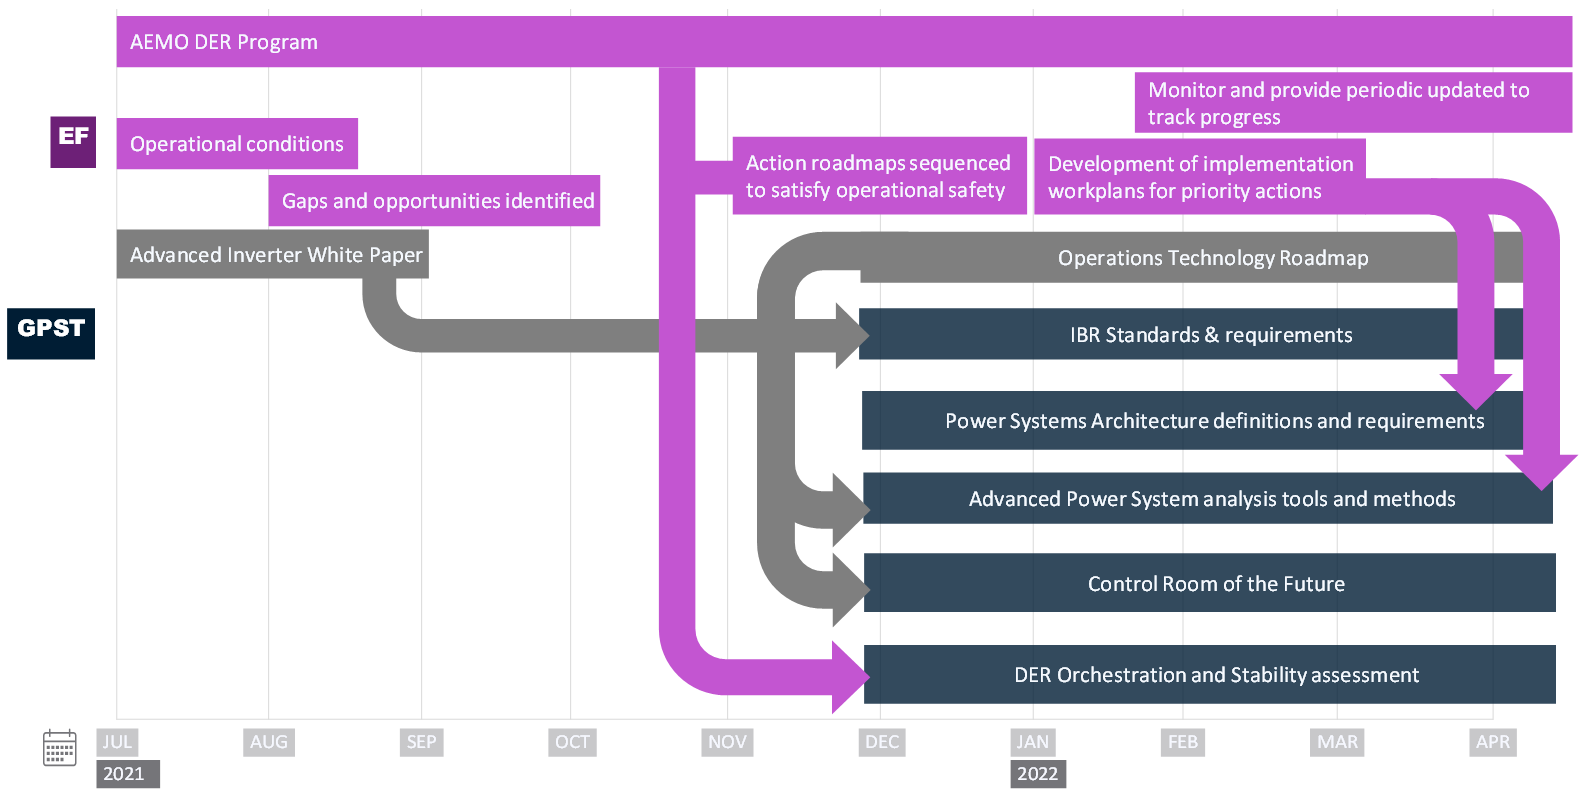 AEMO DER Program
Monitor and provide periodic updated to
track progress
EF
Operational conditions
Action roadmaps sequenced
to satisfy operational safety
Development of implementation
workplans for priority actions
Gaps and opportunities identified
Advanced Inverter White Paper
Operations Technology Roadmap
GPST
IBR Standards & requirements
Power Systems Architecture definitions and requirements
Advanced Power System analysis tools and methods
Control Room of the Future
DER Orchestration and Stability assessment
JUL AUG SEP OCT NOV DEC JAN FEB MAR APR
2021 2022